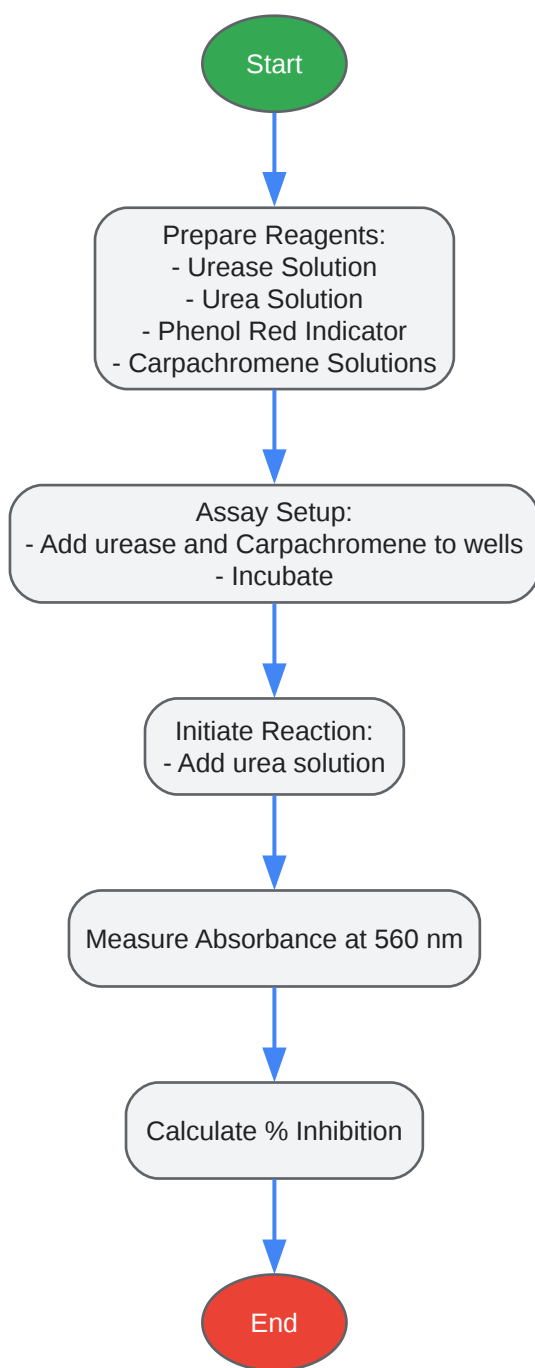 Start
Prepare Reagents:
- Urease Solution
- Urea Solution
- Phenol Red Indicator
- Carpachromene Solutions
Assay Setup:
- Add urease and Carpachromene to wells
- Incubate
Initiate Reaction:
- Add urea solution
Measure Absorbance at 560 nm
Calculate % Inhibition
End